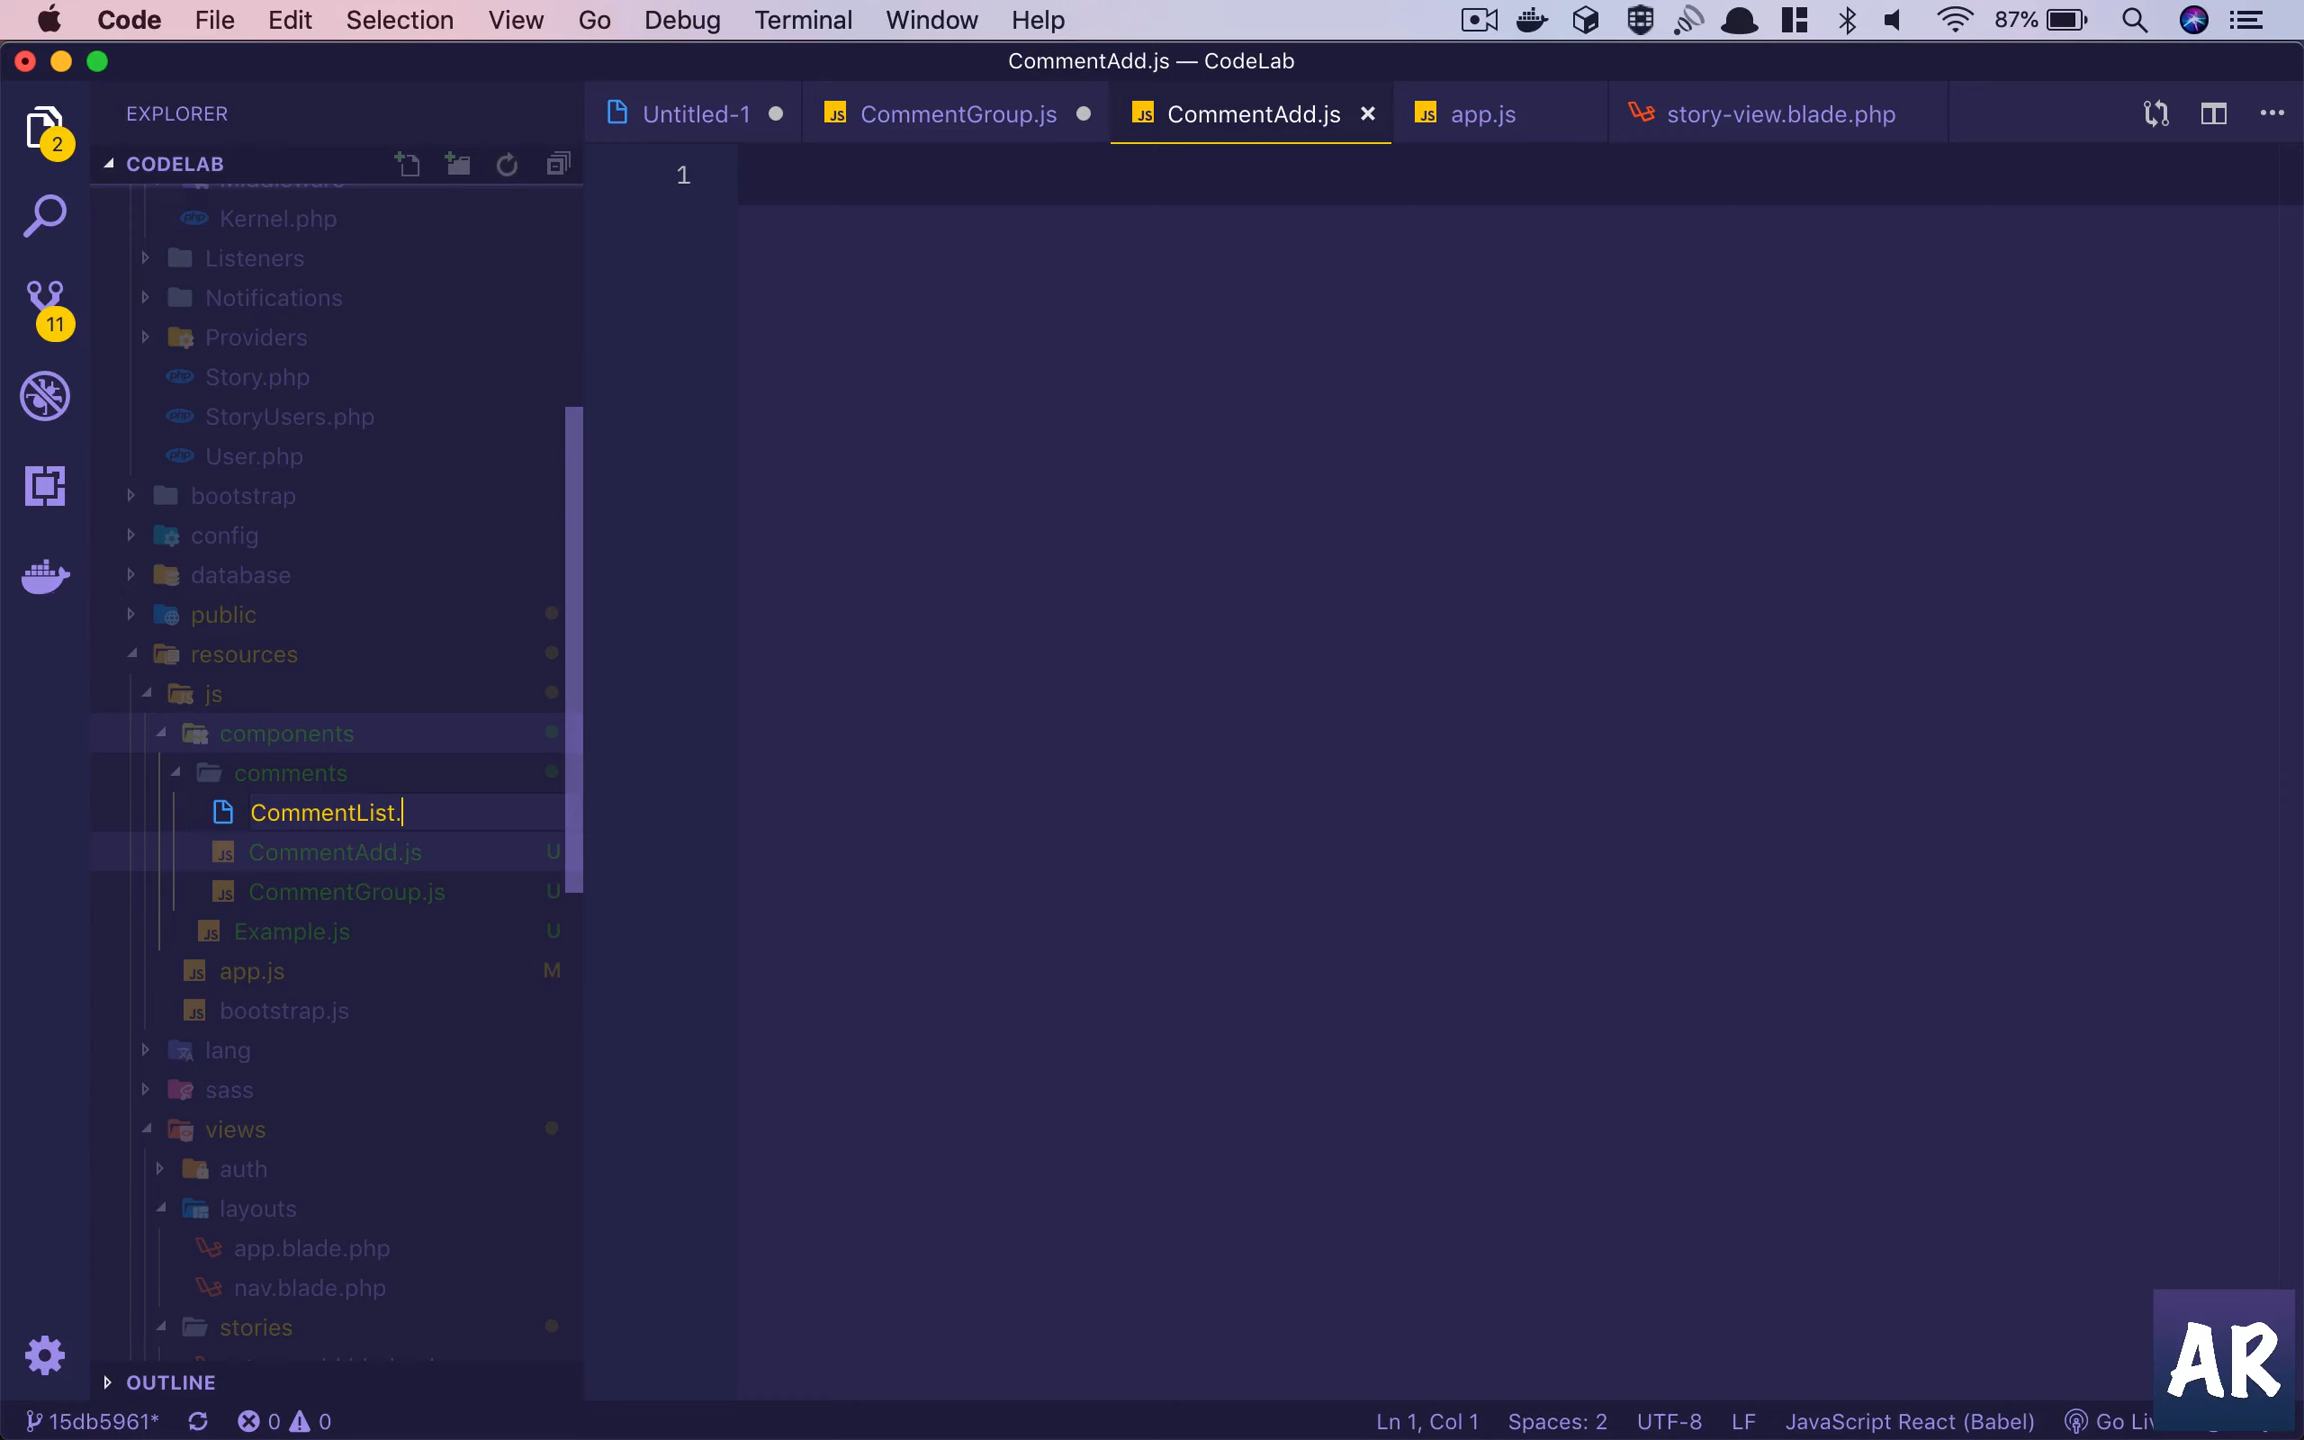 Code File Edit Selection View Go Debug Terminal Window Help 87%
CommentAdd.js — CodeLab
EXPLORER
Untitled-1 CommentGroup.js CommentAdd.js app.js story-view.blade.php
2
CODELAB
1
Middleware
Kernel.php
Listeners
Notifications
11
Providers
Story.php
StoryUsers.php
User.php
bootstrap
config
database
public
resources
js
components
comments
CommentList.
CommentAdd.js U
CommentGroup.js U
Example.js U
app.js M
bootstrap.js
lang
sass
views
auth
layouts
app.blade.php
nav.blade.php
stories
OUTLINE
AR
15db5961* 0 0 Ln 1, Col 1 Spaces: 2 UTF-8 LF JavaScript React (Babel) Go